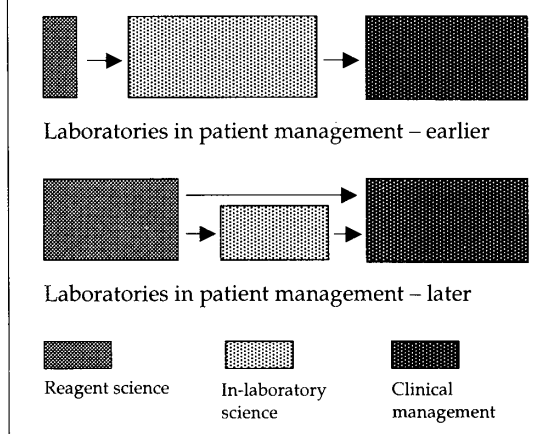 Laboratories in patient management – earlier
Laboratories in patient management – later
Reagent science
In-laboratory
science
Clinical
management